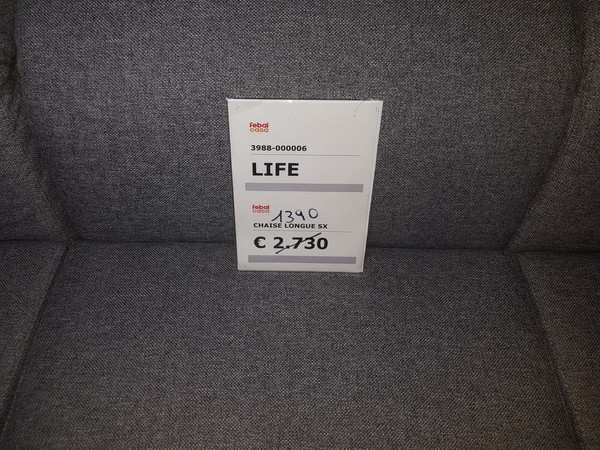 febal
casa
3988-000006
LIFE
febal
casa
1390
CHAISE LONGUE SX
€ 2.730